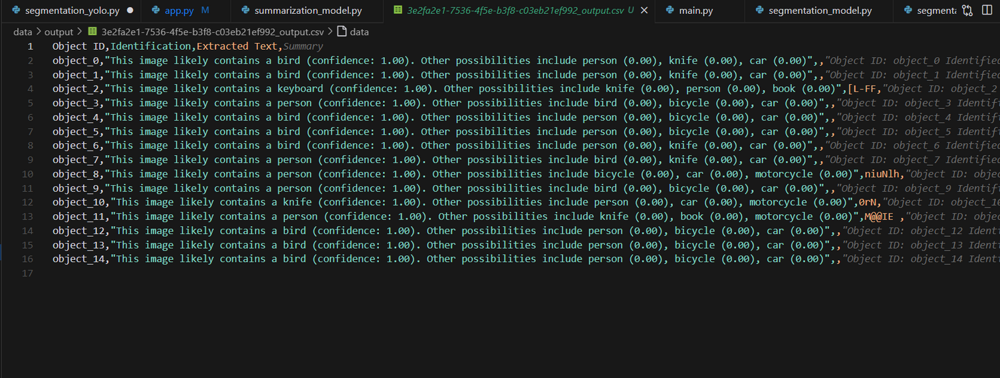 segmentation_yolo.py app.py M summarization_model.py 3e2fa2e1-7536-4f5e-b3f8-c03eb21ef992_output.csv U main.py segmentation_model.py segmenta
data > output > 3e2fa2e1-7536-4f5e-b3f8-c03eb21ef992_output.csv > data
1 Object ID,Identification,Extracted Text,Summary
2 object_0,"This image likely contains a bird (confidence: 1.00). Other possibilities include person (0.00), knife (0.00), car (0.00)",,"Object ID: object_0 Identified
3 object_1,"This image likely contains a bird (confidence: 1.00). Other possibilities include person (0.00), knife (0.00), car (0.00)",,"Object ID: object_1 Identified
4 object_2,"This image likely contains a keyboard (confidence: 1.00). Other possibilities include knife (0.00), person (0.00), book (0.00)",[L-FF,"Object ID: object_2
5 object_3,"This image likely contains a person (confidence: 1.00). Other possibilities include bird (0.00), bicycle (0.00), car (0.00)",,"Object ID: object_3 Identif
6 object_4,"This image likely contains a bird (confidence: 1.00). Other possibilities include person (0.00), bicycle (0.00), car (0.00)",,"Object ID: object_4 Identif
7 object_5,"This image likely contains a bird (confidence: 1.00). Other possibilities include person (0.00), bicycle (0.00), car (0.00)",,"Object ID: object_5 Identif
8 object_6,"This image likely contains a bird (confidence: 1.00). Other possibilities include person (0.00), knife (0.00), car (0.00)",,"Object ID: object_6 Identified
9 object_7,"This image likely contains a person (confidence: 1.00). Other possibilities include bird (0.00), knife (0.00), car (0.00)",,"Object ID: object_7 Identified
10 object_8,"This image likely contains a person (confidence: 1.00). Other possibilities include bicycle (0.00), car (0.00), motorcycle (0.00)",niuNlh,"Object ID: obje
11 object_9,"This image likely contains a person (confidence: 1.00). Other possibilities include bird (0.00), bicycle (0.00), car (0.00)",,"Object ID: object_9 Identif
12 object_10,"This image likely contains a knife (confidence: 1.00). Other possibilities include person (0.00), car (0.00), motorcycle (0.00)",0rN,"Object ID: object_10
13 object_11,"This image likely contains a person (confidence: 1.00). Other possibilities include knife (0.00), book (0.00), motorcycle (0.00)",M@@IE ,"Object ID: objec
14 object_12,"This image likely contains a bird (confidence: 1.00). Other possibilities include person (0.00), bicycle (0.00), car (0.00)",,"Object ID: object_12 Identi
15 object_13,"This image likely contains a bird (confidence: 1.00). Other possibilities include person (0.00), bicycle (0.00), car (0.00)",,"Object ID: object_13 Identi
16 object_14,"This image likely contains a bird (confidence: 1.00). Other possibilities include person (0.00), bicycle (0.00), car (0.00)",,"Object ID: object_14 Identi
17